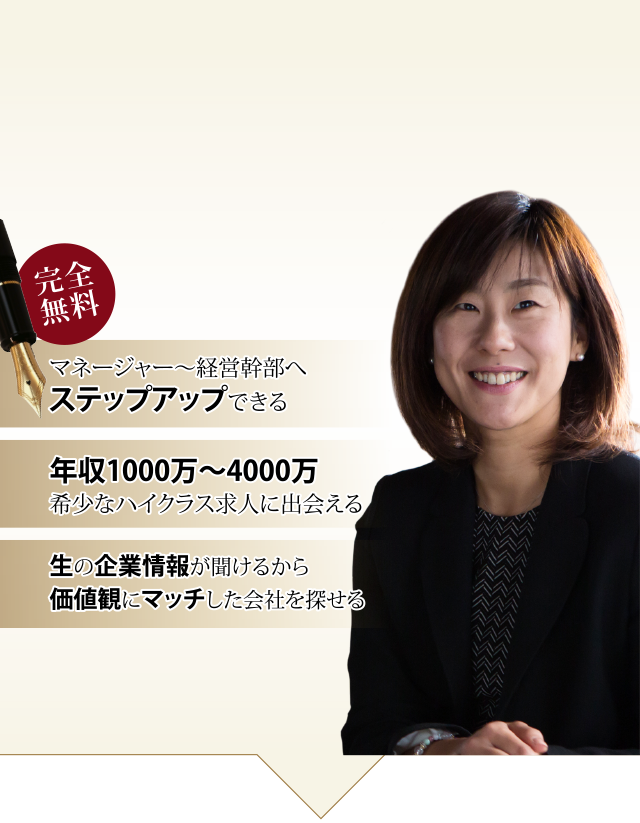 完全
無料
マネージャー～経営幹部へ
ステップアップできる
年収1000万～4000万
希少なハイクラス求人に出会える
生の企業情報が聞けるから
価値観にマッチした会社を探せる